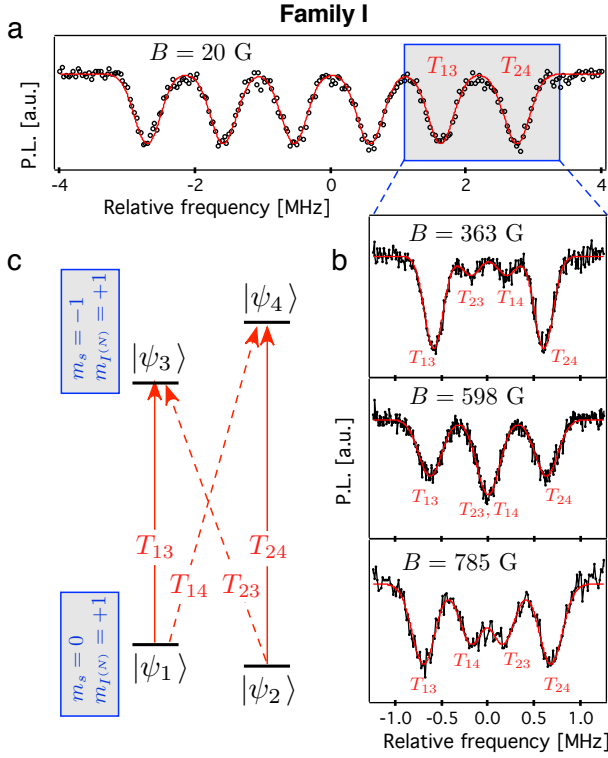 Family I
a
B = 20 G
T13
T24
P.L. [a.u.]
-4
-2
0
2
4
Relative frequency [MHz]
c
ms = −1
mI(N) = +1
|ψ4⟩
|ψ3⟩
T13
T14
T23
T24
ms = 0
mI(N) = +1
|ψ1⟩
|ψ2⟩
b
B = 363 G
T23
T14
T13
T24
B = 598 G
T13
T23, T14
T24
P.L. [a.u.]
B = 785 G
T14
T23
T13
T24
-1.0
-0.5
0.0
0.5
1.0
Relative frequency [MHz]